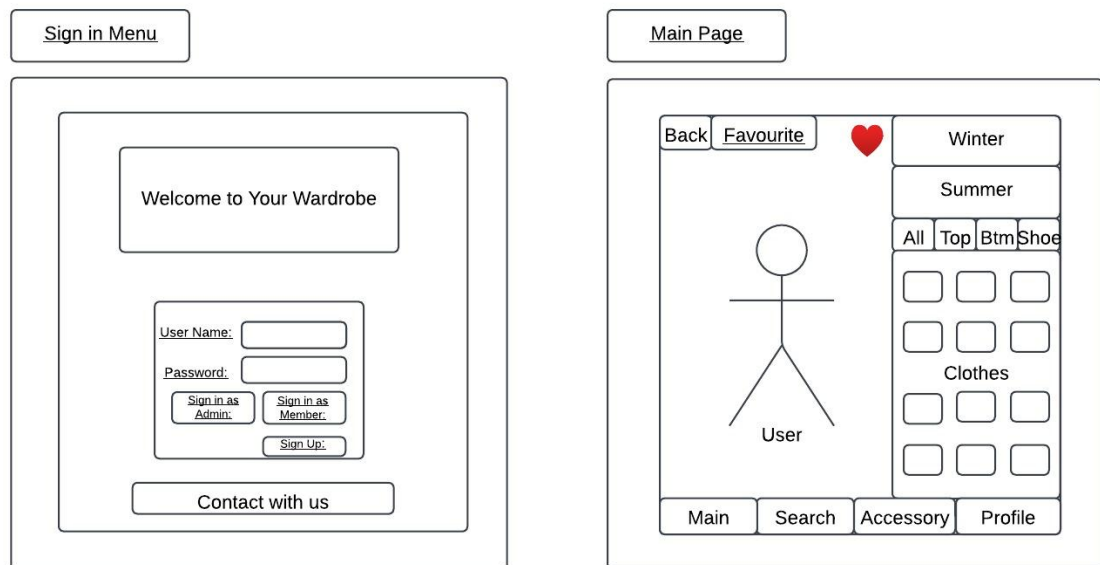 Sign in Menu
Welcome to Your Wardrobe
User Name:
Password:
Sign in as
Admin:
Sign in as
Member:
Sign Up:
Contact with us
Main Page
Back
Favourite
Winter
Summer
All
Top
Btm
Shoe
Clothes
User
Main
Search
Accessory
Profile